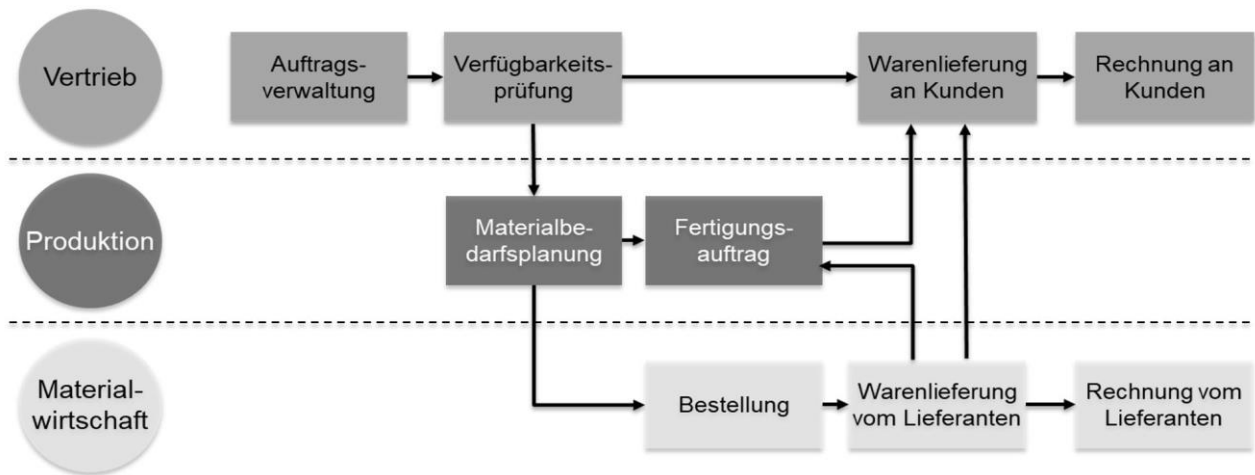 Vertrieb
Auftrags-
verwaltung
Verfügbarkeits-
prüfung
Warenlieferung
an Kunden
Rechnung an
Kunden
Produktion
Materialbe-
darfsplanung
Fertigungs-
auftrag
Material-
wirtschaft
Bestellung
Warenlieferung
vom Lieferanten
Rechnung vom
Lieferanten